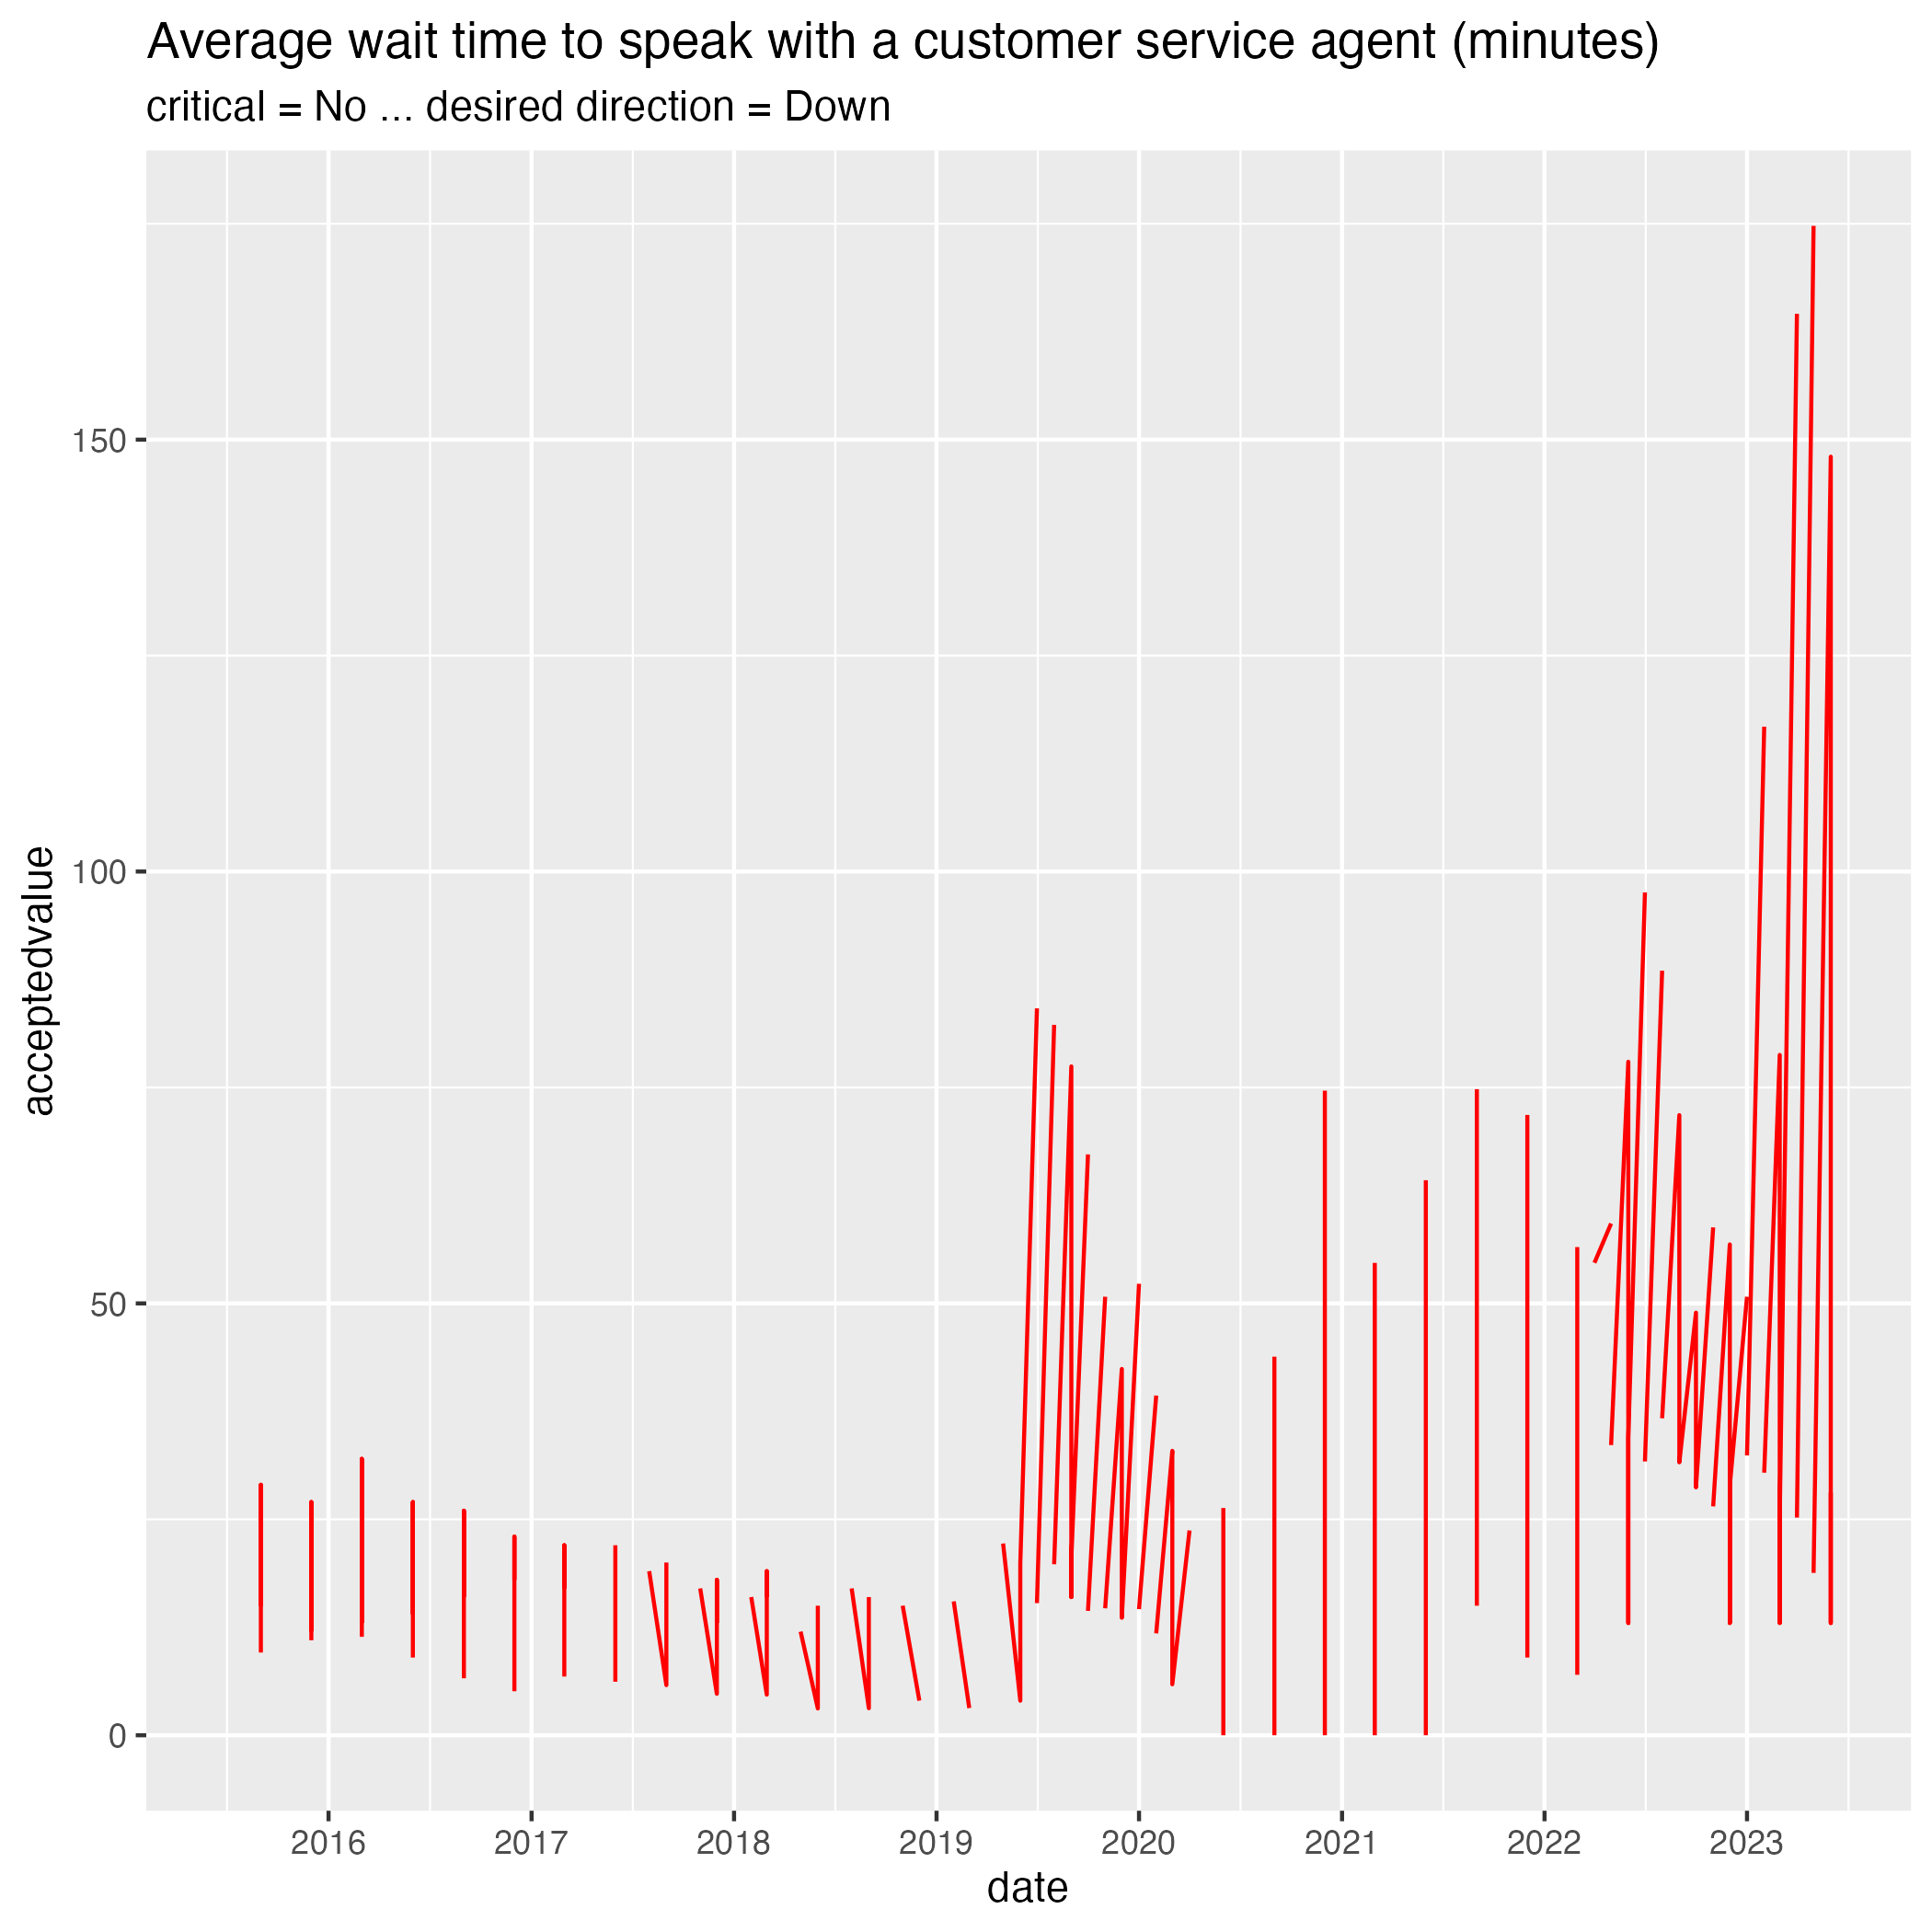 Average wait time to speak with a customer service agent (minutes)
critical = No ... desired direction = Down
acceptedvalue
150
100
50
0
2016 2017 2018 2019 2020 2021 2022 2023
date